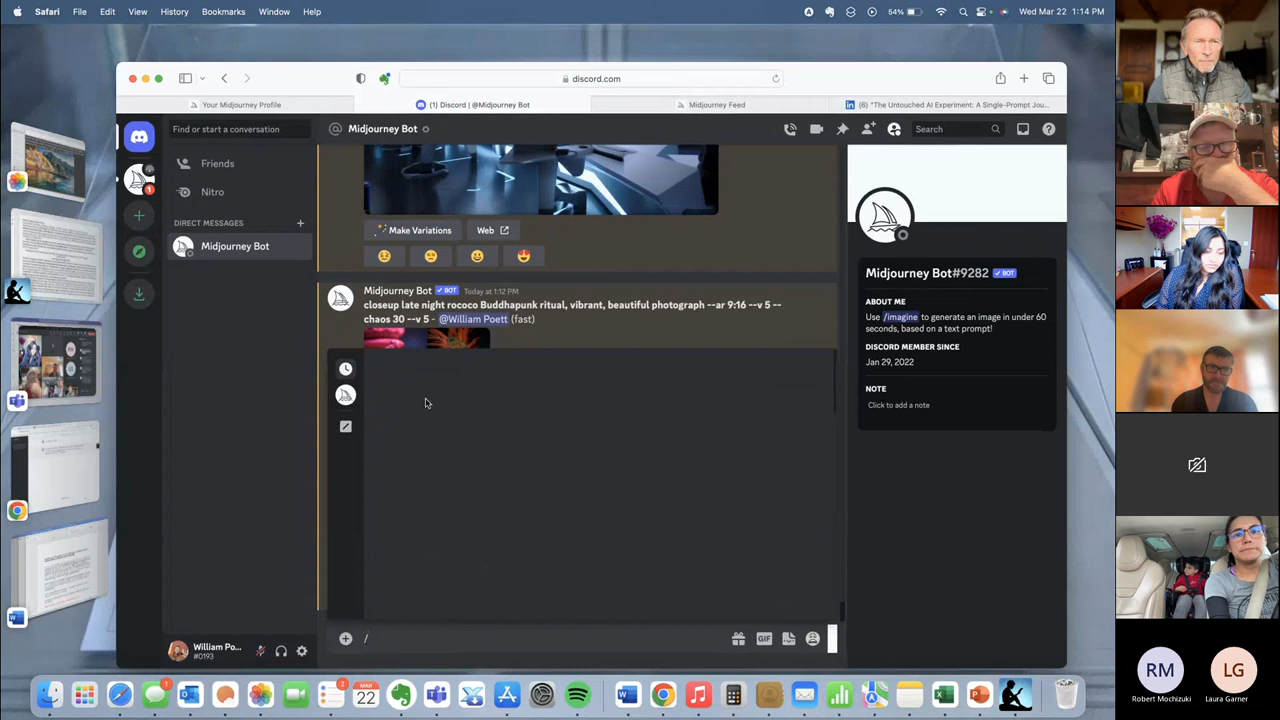 Safari File Edit View History Bookmarks Window Help
54% Wed Mar 22 1:14 PM
discord.com
Your Midjourney Profile
(1) Discord | @Midjourney Bot
Midjourney Feed
(6) "The Untouched AI Experiment: A Single-Prompt Jou...
Find or start a conversation
Midjourney Bot
Search
Friends
Nitro
DIRECT MESSAGES
Midjourney Bot
Make Variations
Web
Midjourney Bot BOT Today at 1:12 PM
closeup late night rococo Buddhapunk ritual, vibrant, beautiful photograph --ar 9:16 --v 5 --
chaos 30 --v 5 - @William Poett (fast)
Midjourney Bot#9282 BOT
ABOUT ME
Use /imagine to generate an image in under 60
seconds, based on a text prompt!
DISCORD MEMBER SINCE
Jan 29, 2022
NOTE
Click to add a note
/
GIF
William Po...
#0193
1
2
MAR
22
RM
LG
Robert Mochizuki
Laura Garner